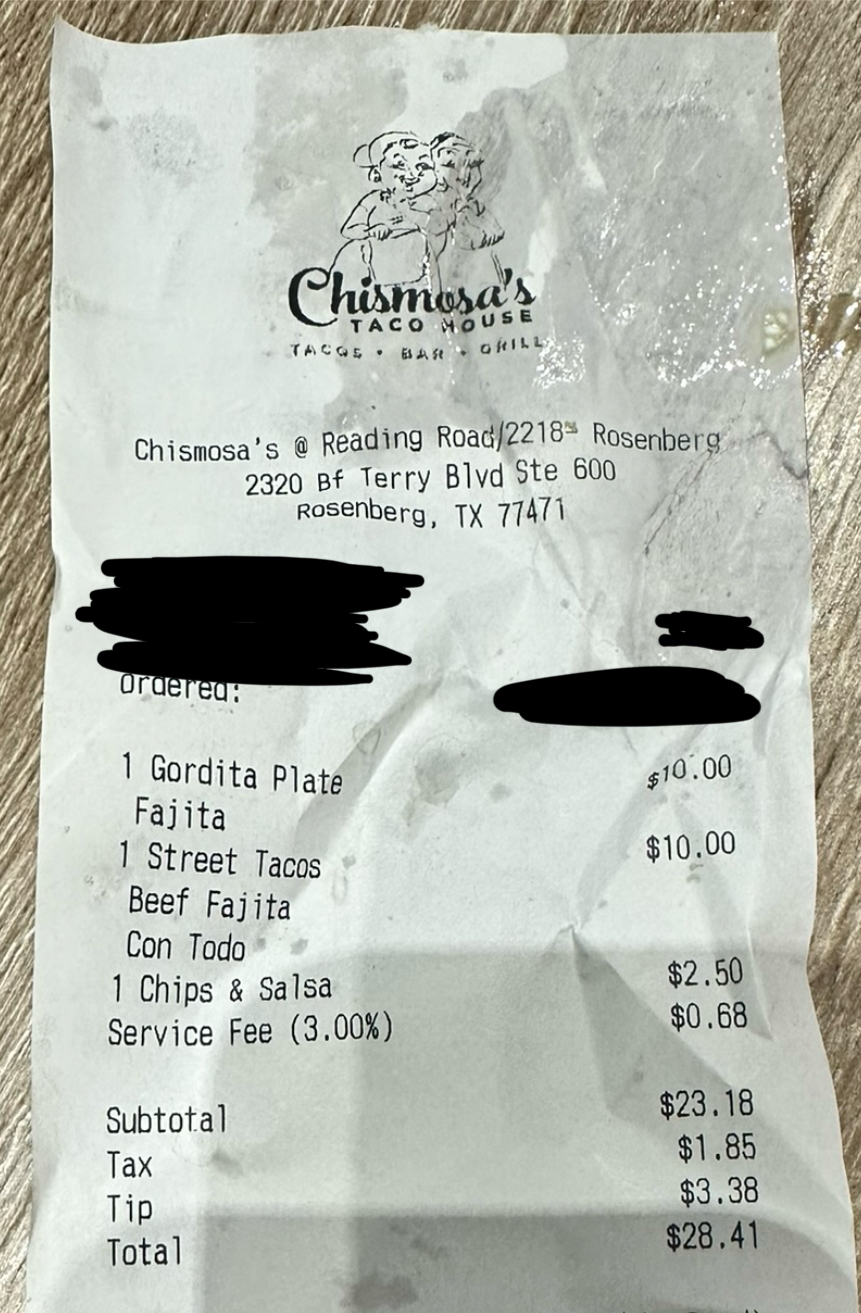 Chismosa's
TACO HOUSE
TACOS • BAR • GRILL
Chismosa's @ Reading Road/2218 Rosenberg
2320 Bf Terry Blvd Ste 600
Rosenberg, TX 77471
Ordered:
1 Gordita Plate $10.00
Fajita
1 Street Tacos $10.00
Beef Fajita
Con Todo
1 Chips & Salsa $2.50
Service Fee (3.00%) $0.68
Subtotal $23.18
Tax $1.85
Tip $3.38
Total $28.41